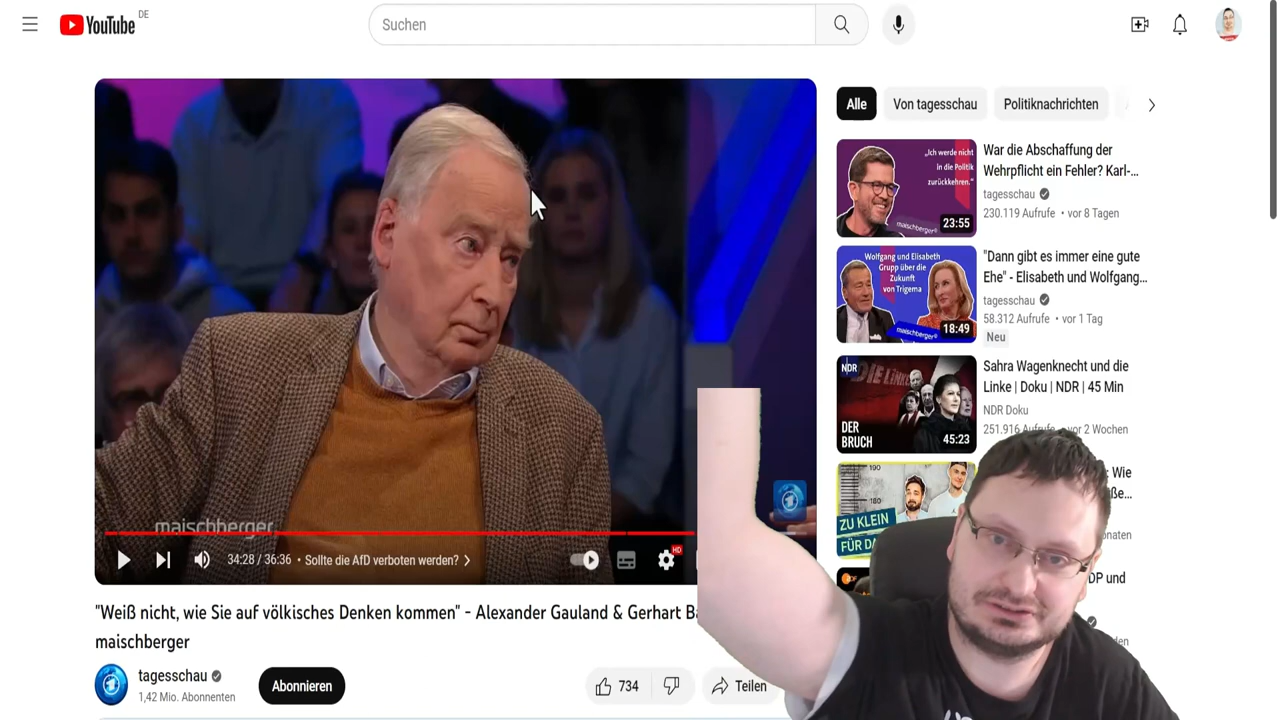 YouTube DE
Suchen
Alle
Von tagesschau
Politiknachrichten
maischberger
34:28 / 36:36 • Sollte die AfD verboten werden?
HD
"Weiß nicht, wie Sie auf völkisches Denken kommen" - Alexander Gauland & Gerhart
maischberger
tagesschau
1,42 Mio. Abonnenten
Abonnieren
734
Teilen
„Ich werde nicht
in die Politik
zurückkehren.“
maischberger
23:55
War die Abschaffung der
Wehrpflicht ein Fehler? Karl-...
tagesschau
230.119 Aufrufe • vor 8 Tagen
Wolfgang und Elisabeth
Grupp über die
Zukunft
von Trigema
maischberger
18:49
"Dann gibt es immer eine gute
Ehe" - Elisabeth und Wolfgang...
tagesschau
58.312 Aufrufe • vor 1 Tag
Neu
NDR
DIE LINKE
DER
BRUCH
45:23
Sahra Wagenknecht und die
Linke | Doku | NDR | 45 Min
NDR Doku
251.916 Aufrufe • vor 2 Wochen
190
180
ZU KLEIN
FÜR
Wie
DP und